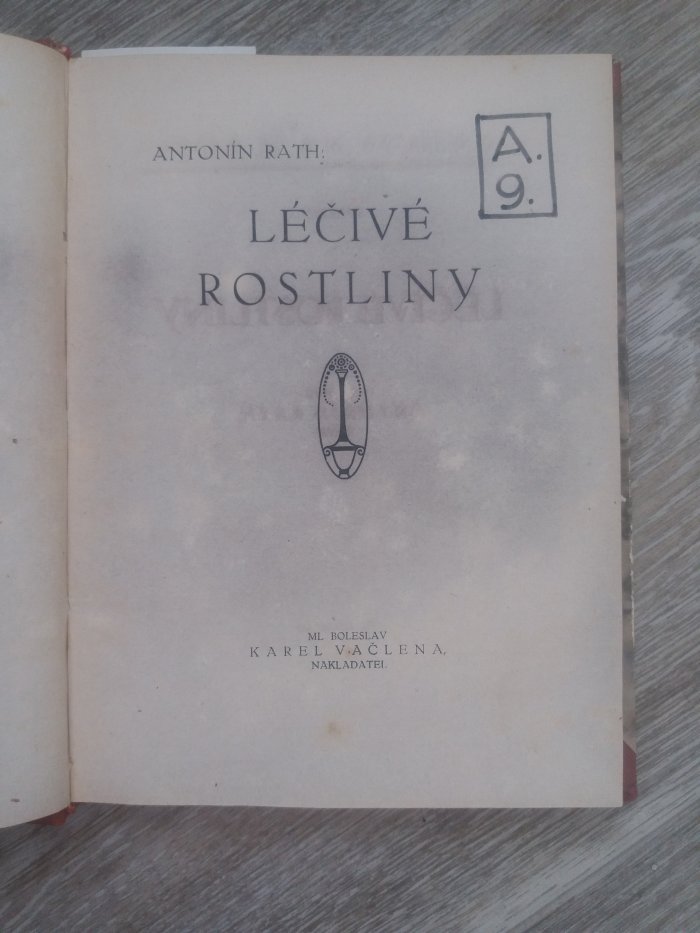 ANTONÍN RATH:
A.
9.
LÉČIVÉ
ROSTLINY
ML BOLESLAV
KAREL VAČLENA,
NAKLADATEL